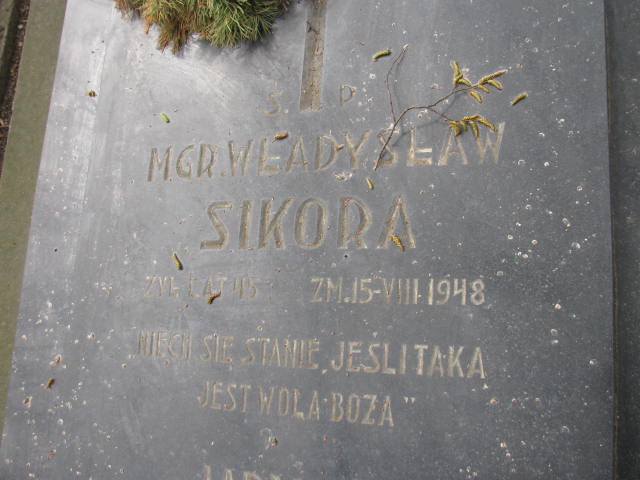 S. P.
MGR. WŁADYSŁAW
SIKORA
ŻYŁ LAT 45 ZM. 15-VIII 1948
„NIECH SIĘ STANIE, JEŚLI TAKA
JEST WOLA BOŻA"